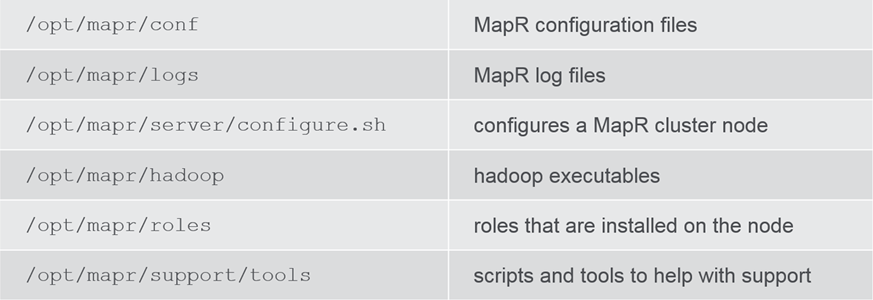 /opt/mapr/conf MapR configuration files
/opt/mapr/logs MapR log files
/opt/mapr/server/configure.sh configures a MapR cluster node
/opt/mapr/hadoop hadoop executables
/opt/mapr/roles roles that are installed on the node
/opt/mapr/support/tools scripts and tools to help with support